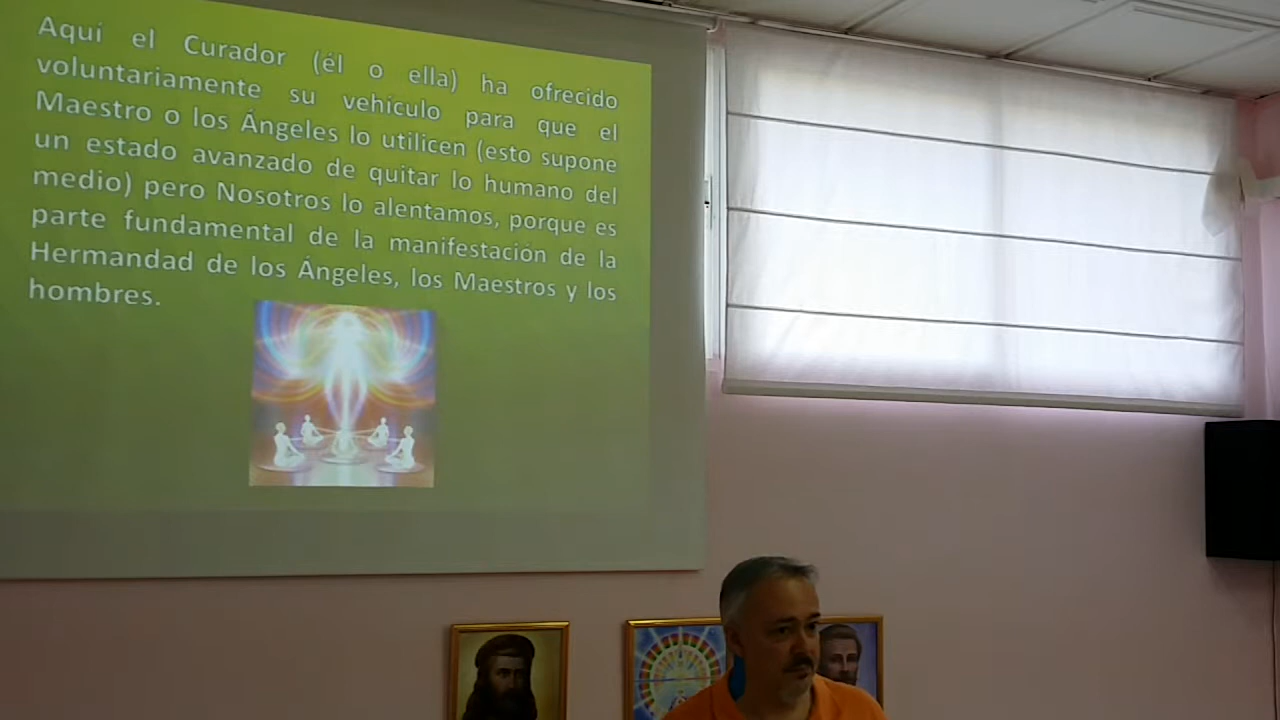 Aquí el Curador (él o ella) ha ofrecido
voluntariamente su vehículo para que el
Maestro o los Ángeles lo utilicen (esto supone
un estado avanzado de quitar lo humano del
medio) pero Nosotros lo alentamos, porque es
parte fundamental de la manifestación de la
Hermandad de los Ángeles, los Maestros y los
hombres.